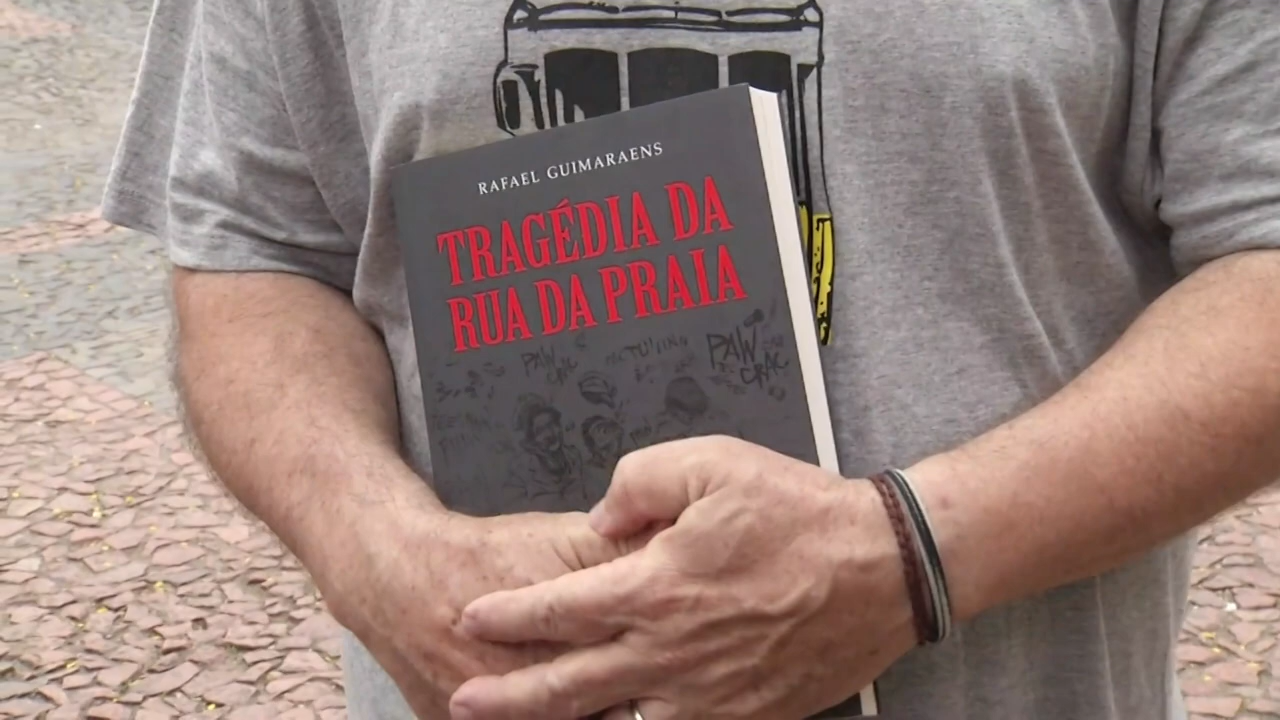 RAFAEL GUIMARAENS
TRAGÉDIA DA
RUA DA PRAIA
PAW
CRAC
PAW
CRAC